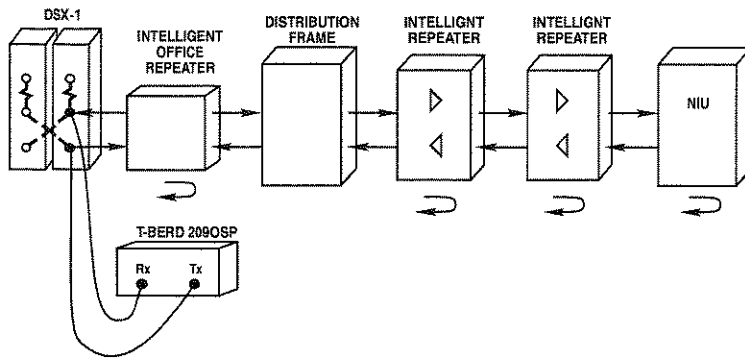 DSX-1
INTELLIGENT
OFFICE
REPEATER
DISTRIBUTION
FRAME
INTELLIGNT
REPEATER
INTELLIGNT
REPEATER
NIU
T-BERD 209OSP
Rx
Tx